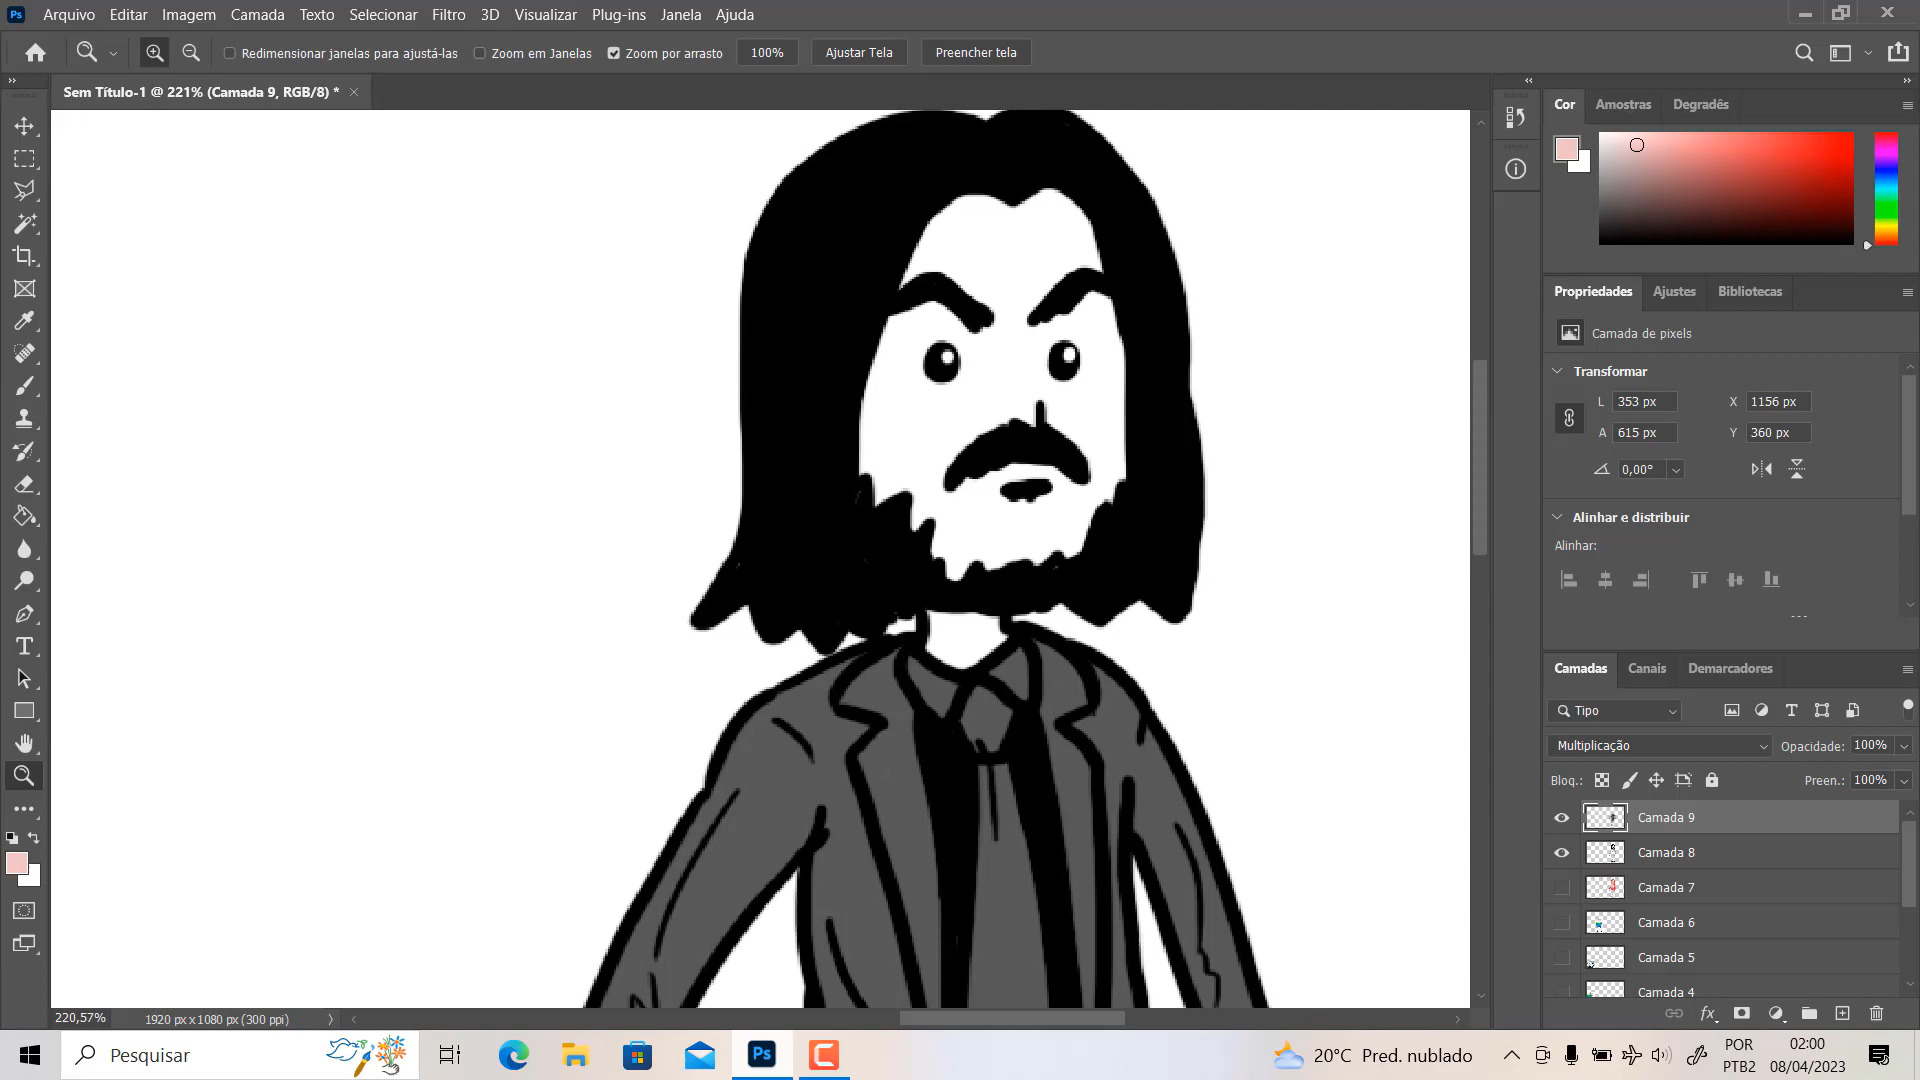 Ps Arquivo Editar Imagem Camada Texto Selecionar Filtro 3D Visualizar Plug-ins Janela Ajuda
Redimensionar janelas para ajustá-las Zoom em Janelas Zoom por arrasto 100% Ajustar Tela Preencher tela
Sem Título-1 @ 221% (Camada 9, RGB/8) *
Cor Amostras Degradês
Propriedades Ajustes Bibliotecas
Camada de pixels
Transformar
L 353 px X 1156 px
A 615 px Y 360 px
0,00°
Alinhar e distribuir
Alinhar:
Camadas Canais Demarcadores
Tipo
Multiplicação Opacidade: 100%
Bloq.: Preen.: 100%
Camada 9
Camada 8
Camada 7
Camada 6
Camada 5
Camada 4
220,57% 1920 px x 1080 px (300 ppi)
Pesquisar Ps 20°C Pred. nublado POR 02:00
PTB2 08/04/2023